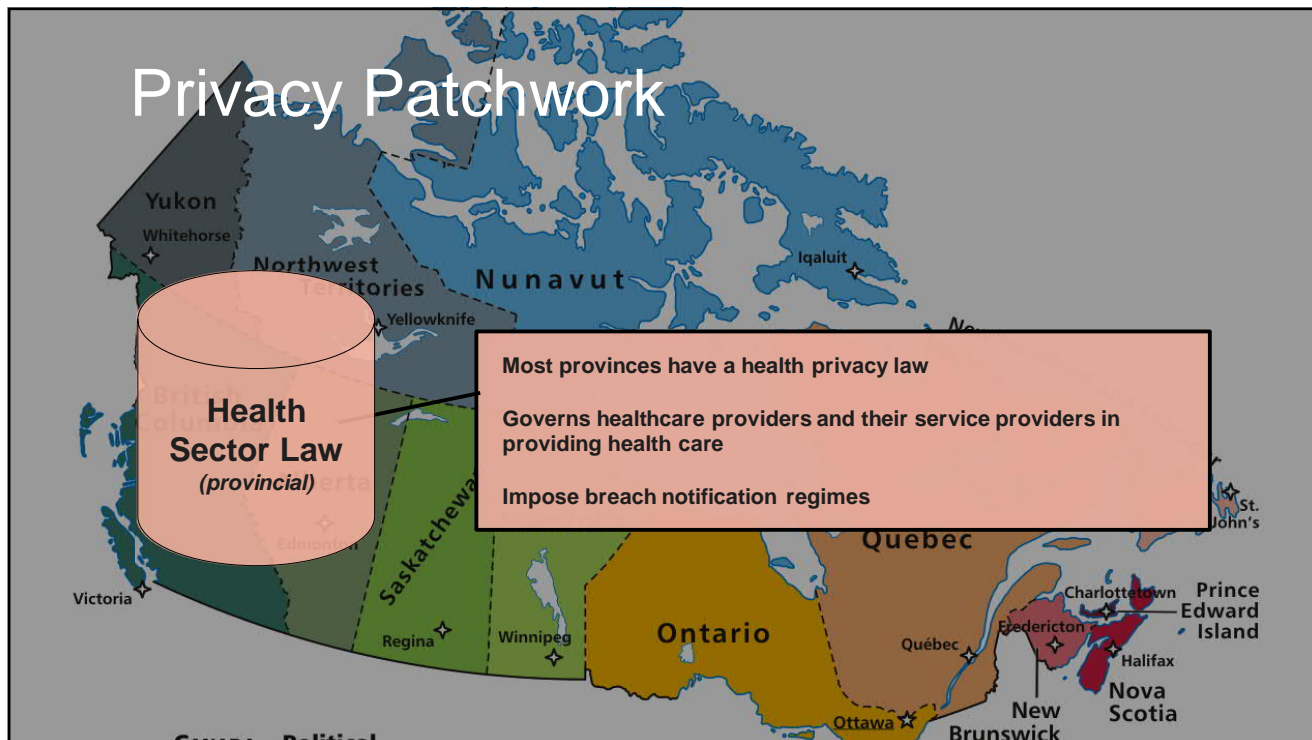 Privacy Patchwork
Yukon
Whitehorse
Northwest
Territories
Nunavut
Iqaluit
Yellowknife
British
Health
Sector Law
(provincial)
Most provinces have a health privacy law
Governs healthcare providers and their service providers in
providing health care
Impose breach notification regimes
Edmonton
Saskatchewan
St.
John's
Quebec
Victoria
Regina
Winnipeg
Ontario
Québec
Charlottetown
Prince
Edward
Island
Fredericton
Halifax
Nova
Scotia
Ottawa
New
Brunswick